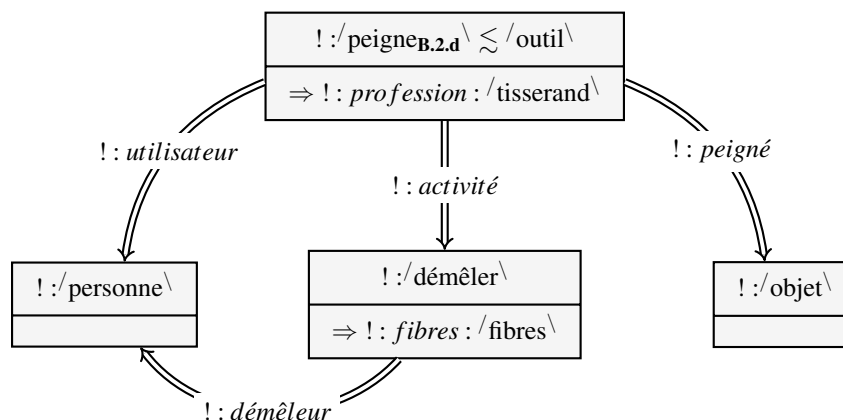 ! :/peigneB.2.d\ ≲ /outil\
⇒ ! : profession : /tisserand\
! : utilisateur
! : peigné
! : activité
! :/personne\
! :/démêler\
! :/objet\
⇒ ! : fibres : /fibres\
! : démêleur